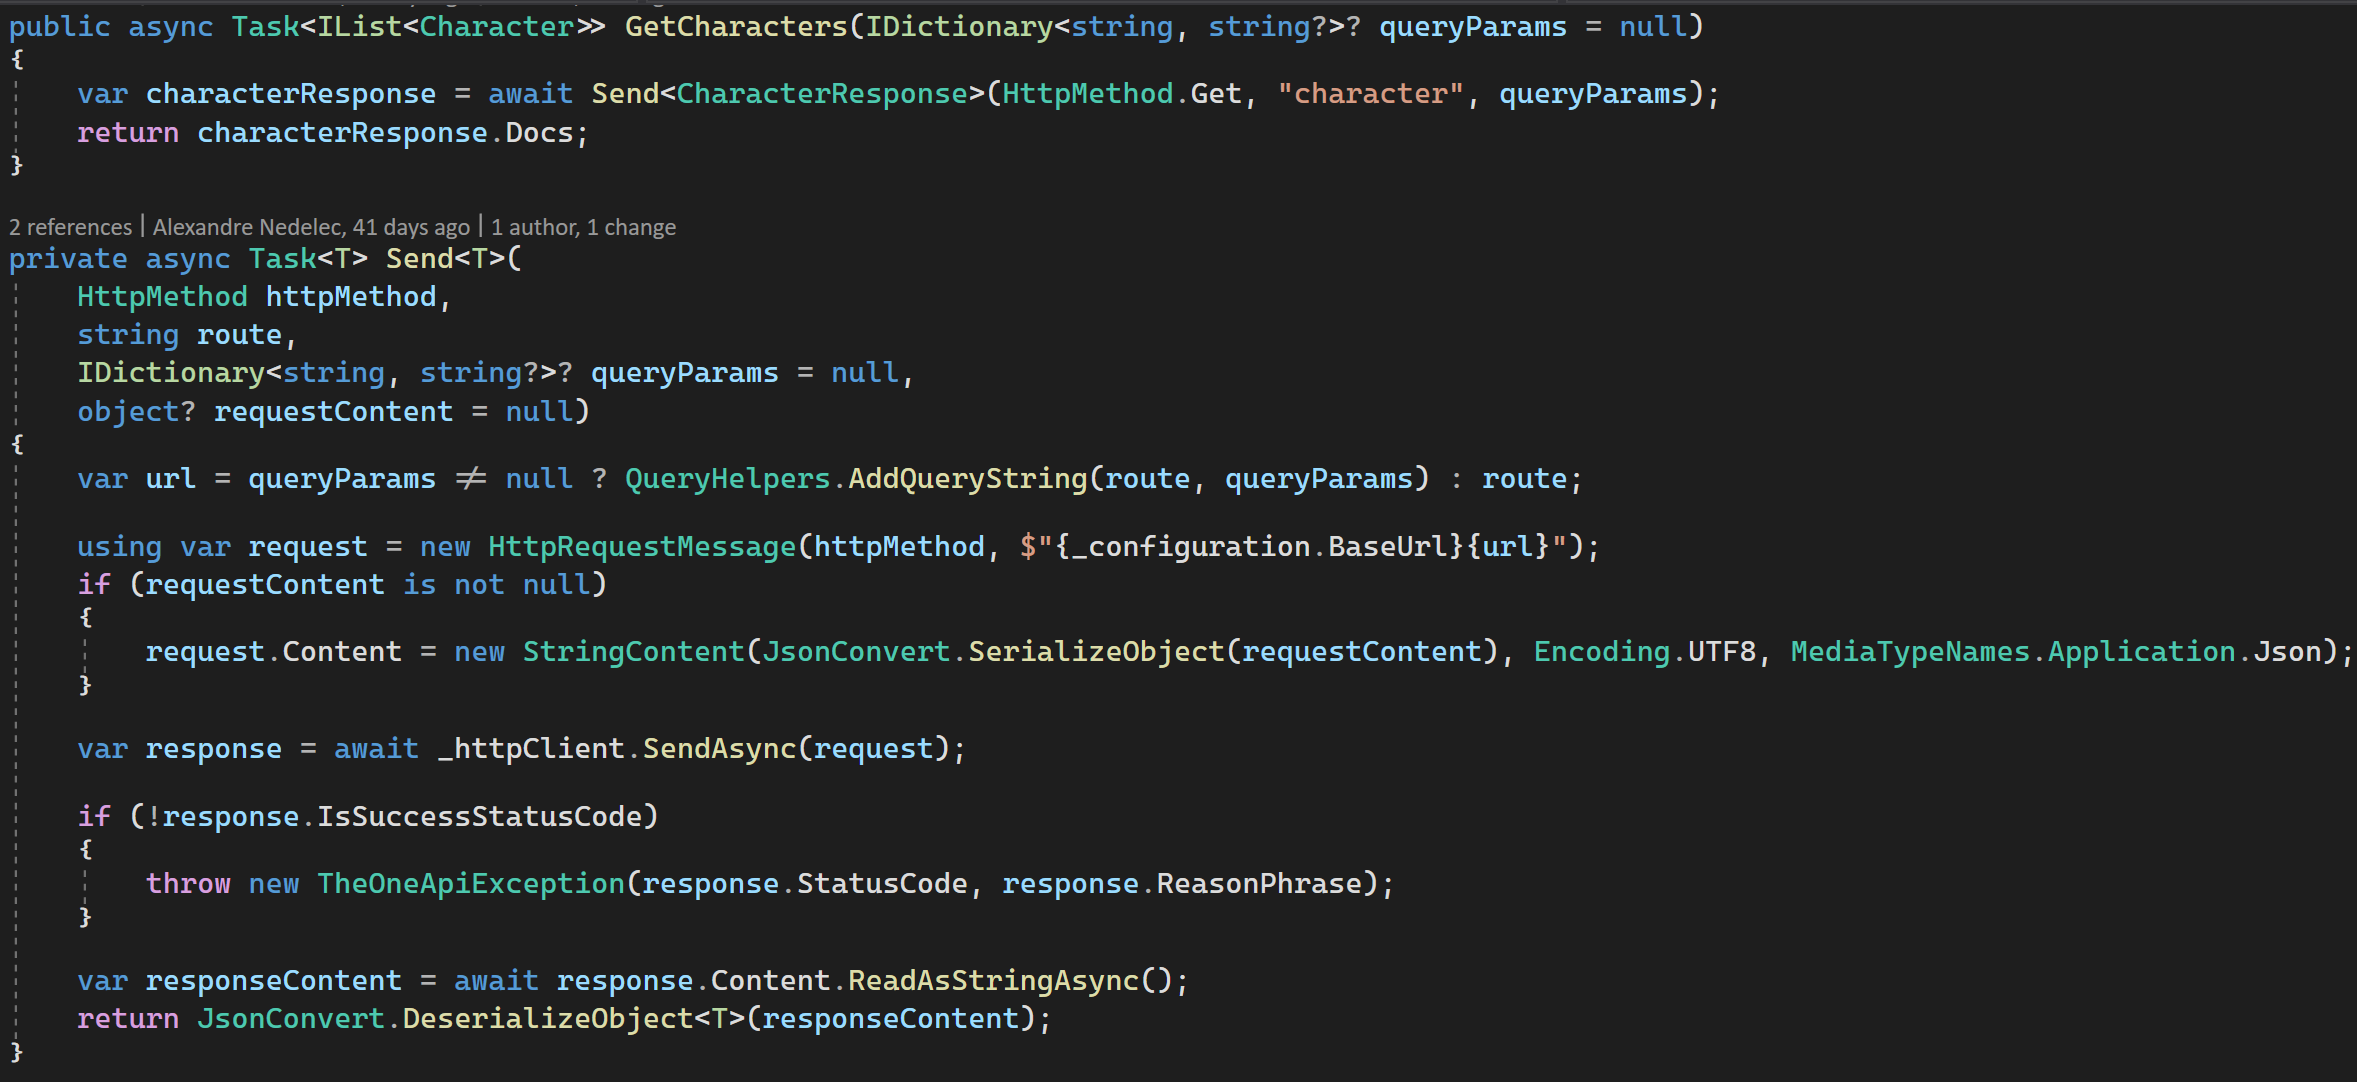 public async Task<IList<Character>> GetCharacters(IDictionary<string, string?>? queryParams = null)
{
    var characterResponse = await Send<CharacterResponse>(HttpMethod.Get, "character", queryParams);
    return characterResponse.Docs;
}
2 references | Alexandre Nedelec, 41 days ago | 1 author, 1 change
private async Task<T> Send<T>(
    HttpMethod httpMethod,
    string route,
    IDictionary<string, string?>? queryParams = null,
    object? requestContent = null)
{
    var url = queryParams != null ? QueryHelpers.AddQueryString(route, queryParams) : route;
    using var request = new HttpRequestMessage(httpMethod, $"{_configuration.BaseUrl}{url}");
    if (requestContent is not null)
    {
        request.Content = new StringContent(JsonConvert.SerializeObject(requestContent), Encoding.UTF8, MediaTypeNames.Application.Json);
    }
    var response = await _httpClient.SendAsync(request);
    if (!response.IsSuccessStatusCode)
    {
        throw new TheOneApiException(response.StatusCode, response.ReasonPhrase);
    }
    var responseContent = await response.Content.ReadAsStringAsync();
    return JsonConvert.DeserializeObject<T>(responseContent);
}